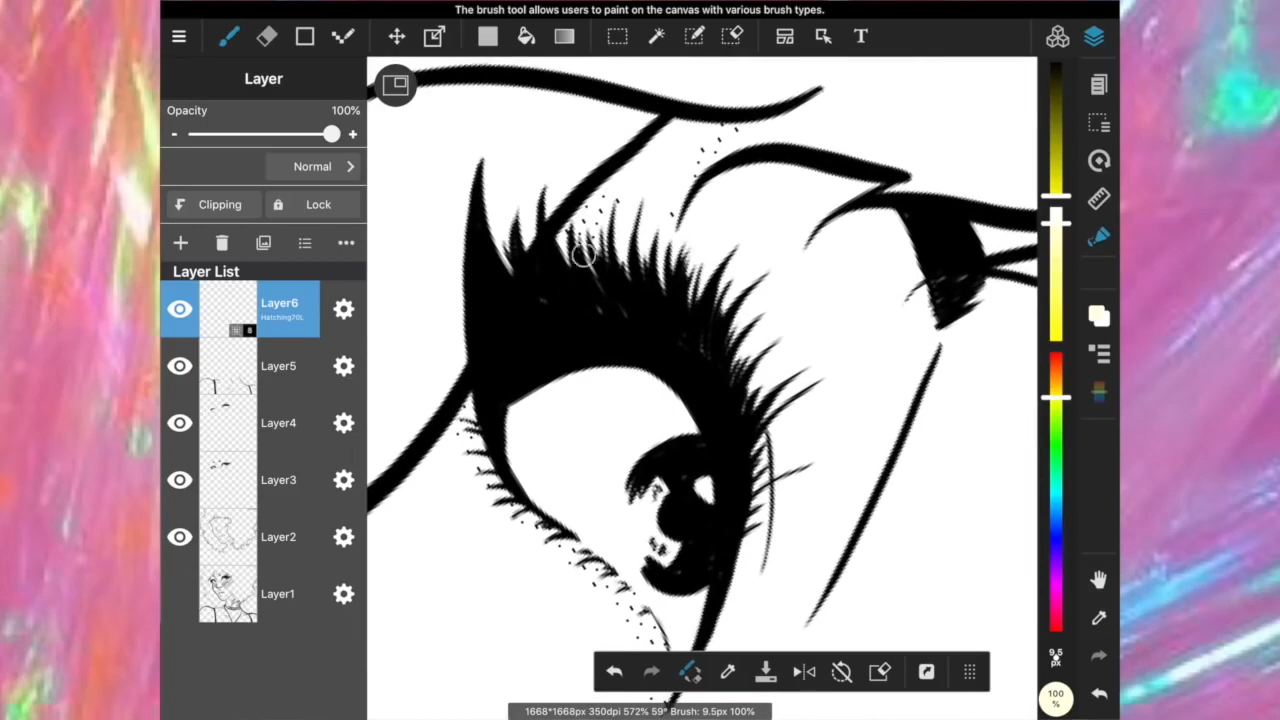 The brush tool allows users to paint on the canvas with various brush types.
T
Layer
Opacity 100%
- +
Normal
Clipping Lock
Layer List
Layer6
Hatching70L
8
Layer5
Layer4
Layer3
Layer2
Layer1
9.5
px
100
%
1668*1668px 350dpi 572% 59° Brush: 9.5px 100%